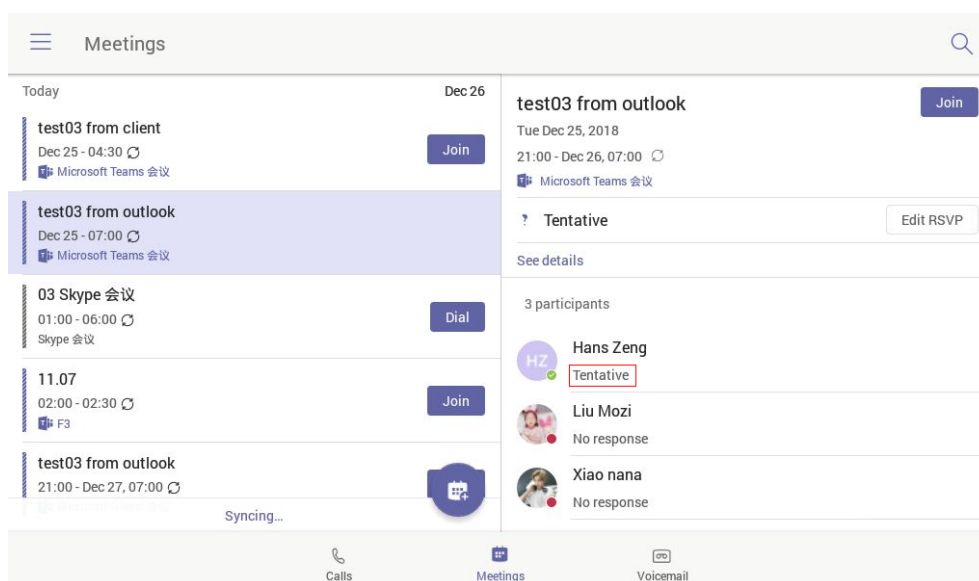 Meetings
Today
Dec 26
test03 from client
Dec 25 - 04:30
Microsoft Teams 会议
Join
test03 from outlook
Dec 25 - 07:00
Microsoft Teams 会议
03 Skype 会议
01:00 - 06:00
Skype 会议
Dial
11.07
02:00 - 02:30
F3
Join
test03 from outlook
21:00 - Dec 27, 07:00
Syncing...
test03 from outlook
Join
Tue Dec 25, 2018
21:00 - Dec 26, 07:00
Microsoft Teams 会议
? Tentative
Edit RSVP
See details
3 participants
HZ
Hans Zeng
Tentative
Liu Mozi
No response
Xiao nana
No response
Calls
Meetings
Voicemail